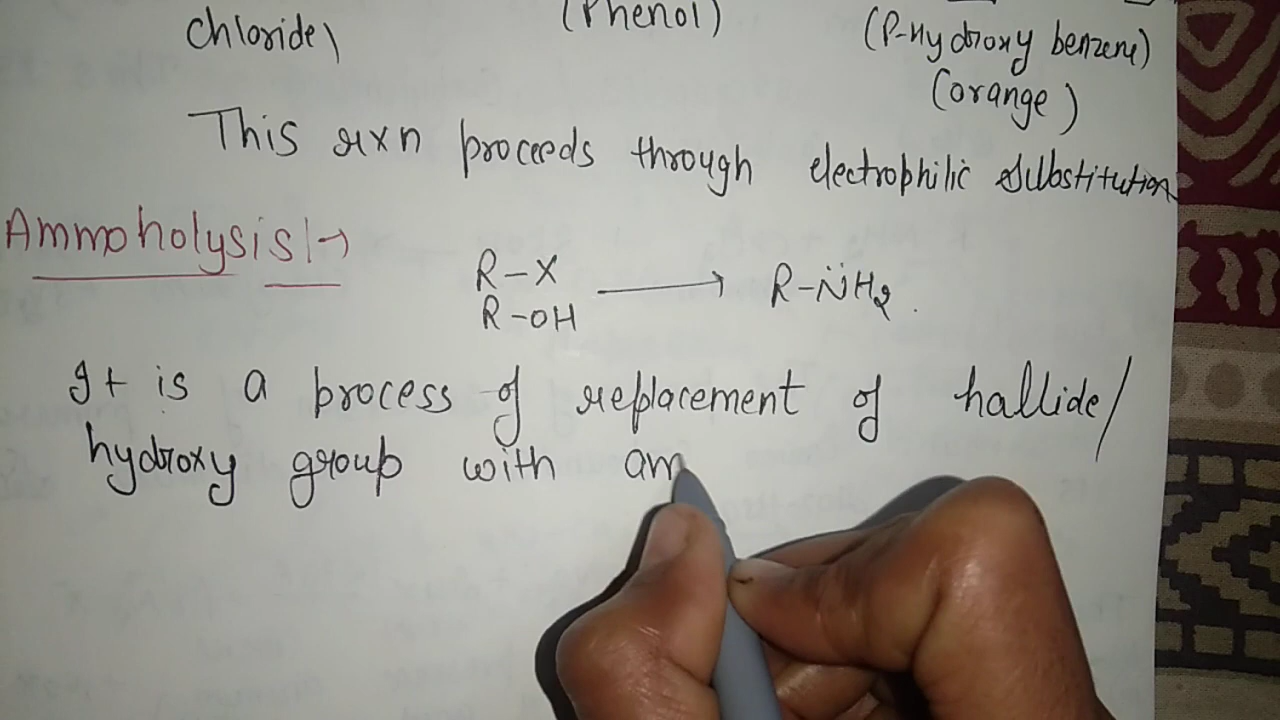 chloride)
(Phenol)
(P-Hydroxy benzene)
(orange)
This rxn proceeds through electrophilic substitution
Ammoholysis :->
R-X
R-OH
⟶ R-N̈H₂.
It is a process of replacement of hallide/
hydroxy group with am